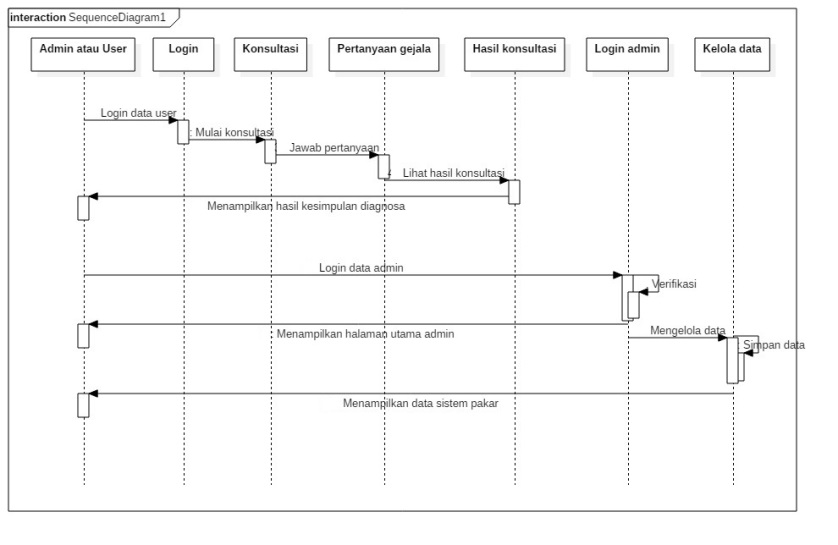 interaction SequenceDiagram1
Admin atau User
Login
Konsultasi
Pertanyaan gejala
Hasil konsultasi
Login admin
Kelola data
Login data user
: Mulai konsultasi
Jawab pertanyaan
Lihat hasil konsultasi
Menampilkan hasil kesimpulan diagnosa
Login data admin
Verifikasi
Menampilkan halaman utama admin
Mengelola data
: Simpan data
Menampilkan data sistem pakar